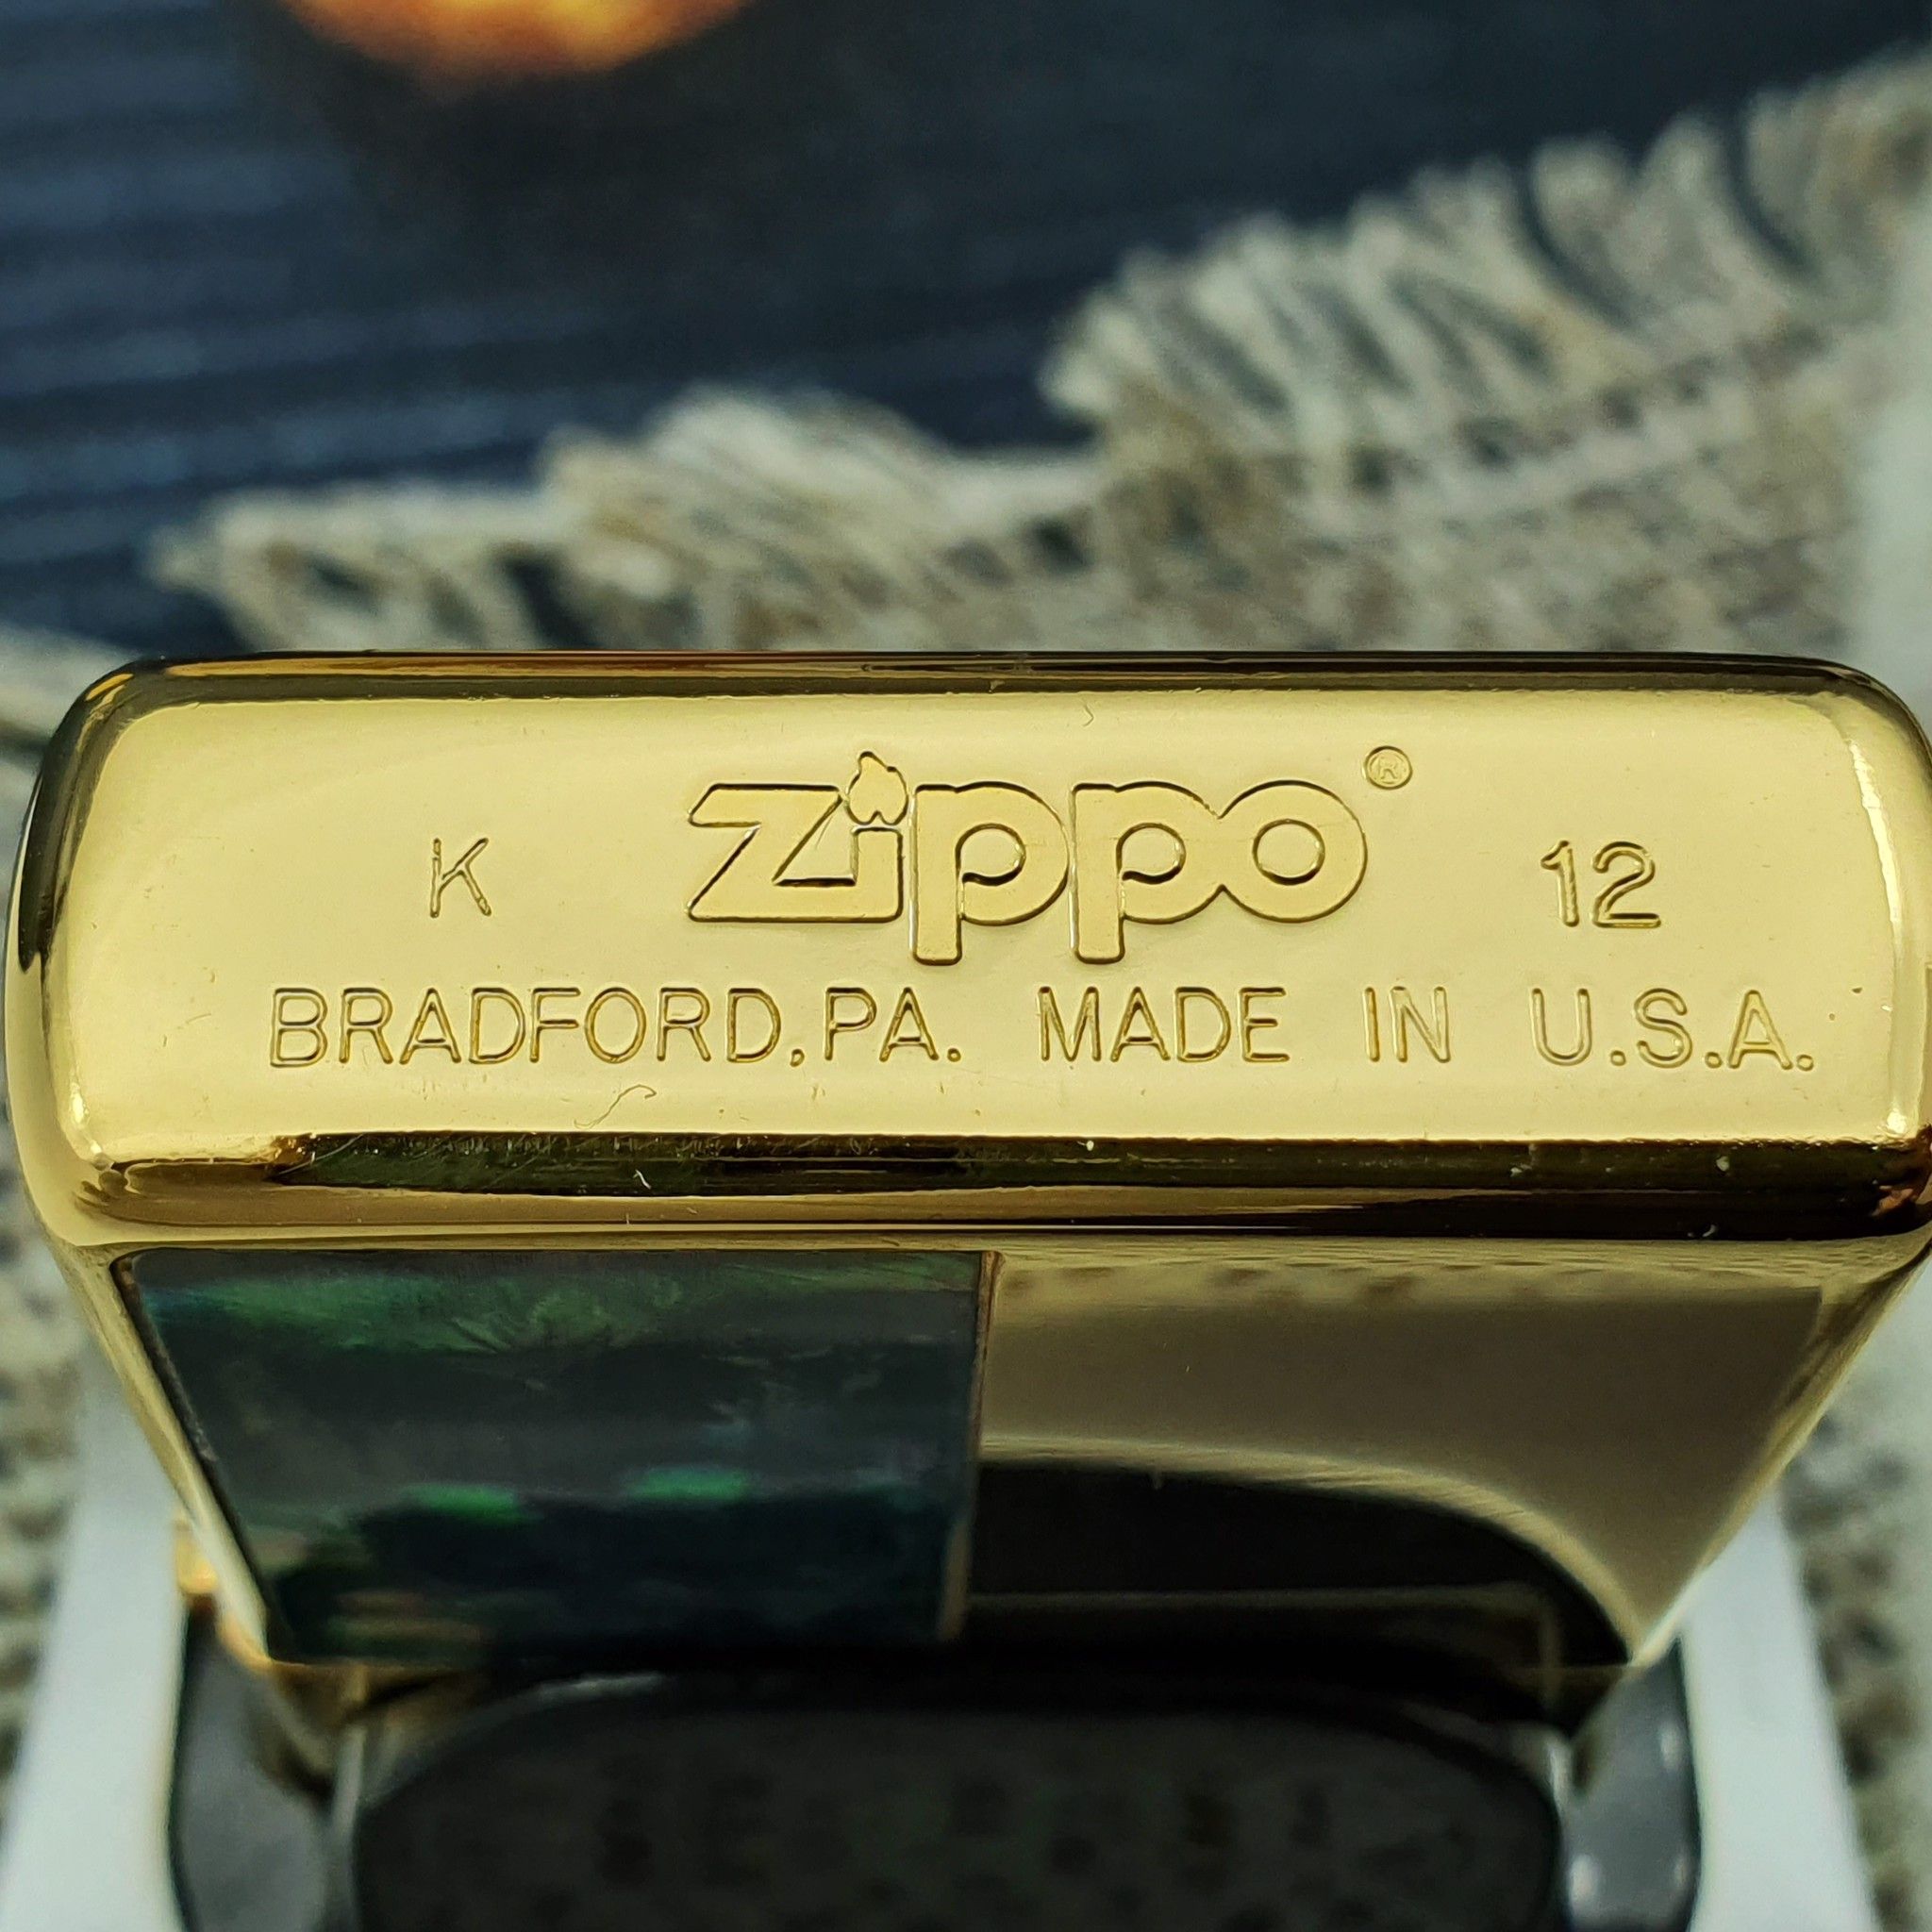 K zippo® 12
BRADFORD,PA. MADE IN U.S.A.